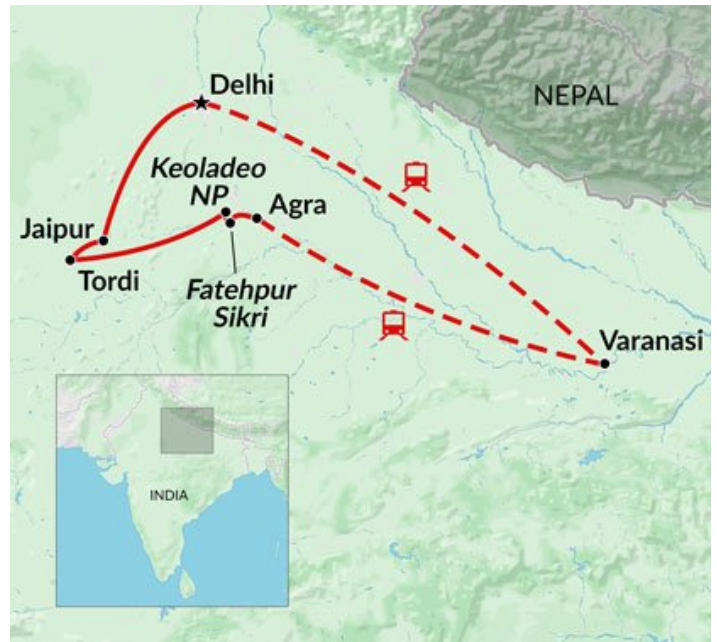 Delhi
NEPAL
Keoladeo
NP
Agra
Jaipur
Tordi
Fatehpur
Sikri
Varanasi
INDIA